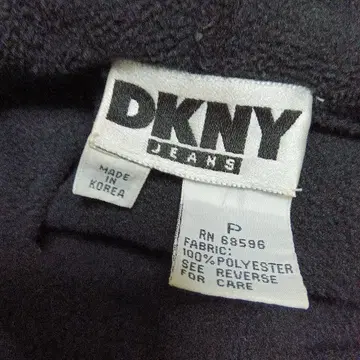 DKNY
JEANS
MADE
IN
KOREA
P
RN 68596
FABRIC:
100% POLYESTER
SEE REVERSE
FOR CARE